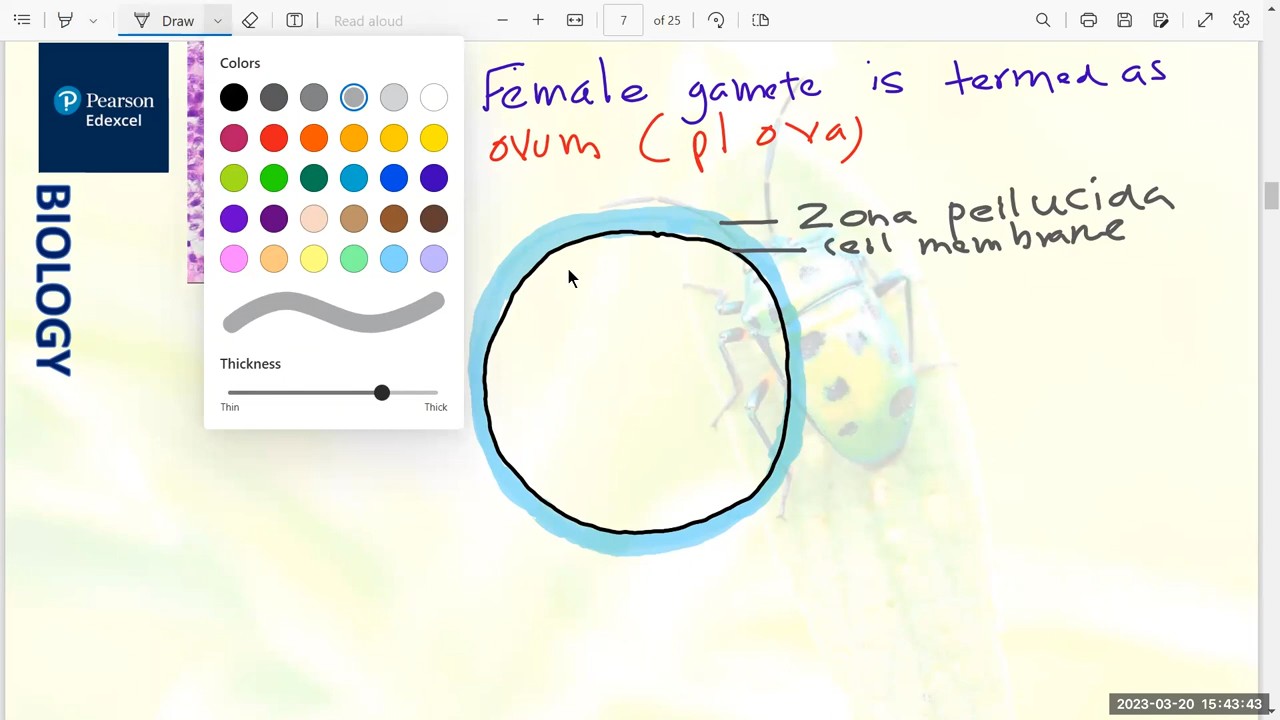 Draw
Read aloud
7
of 25
Pearson
Edexcel
BIOLOGY
Colors
Thickness
Thin
Thick
Female gamete is termed as
ovum (pl ova)
Zona pellucida
cell membrane
2023-03-20 15:43:43